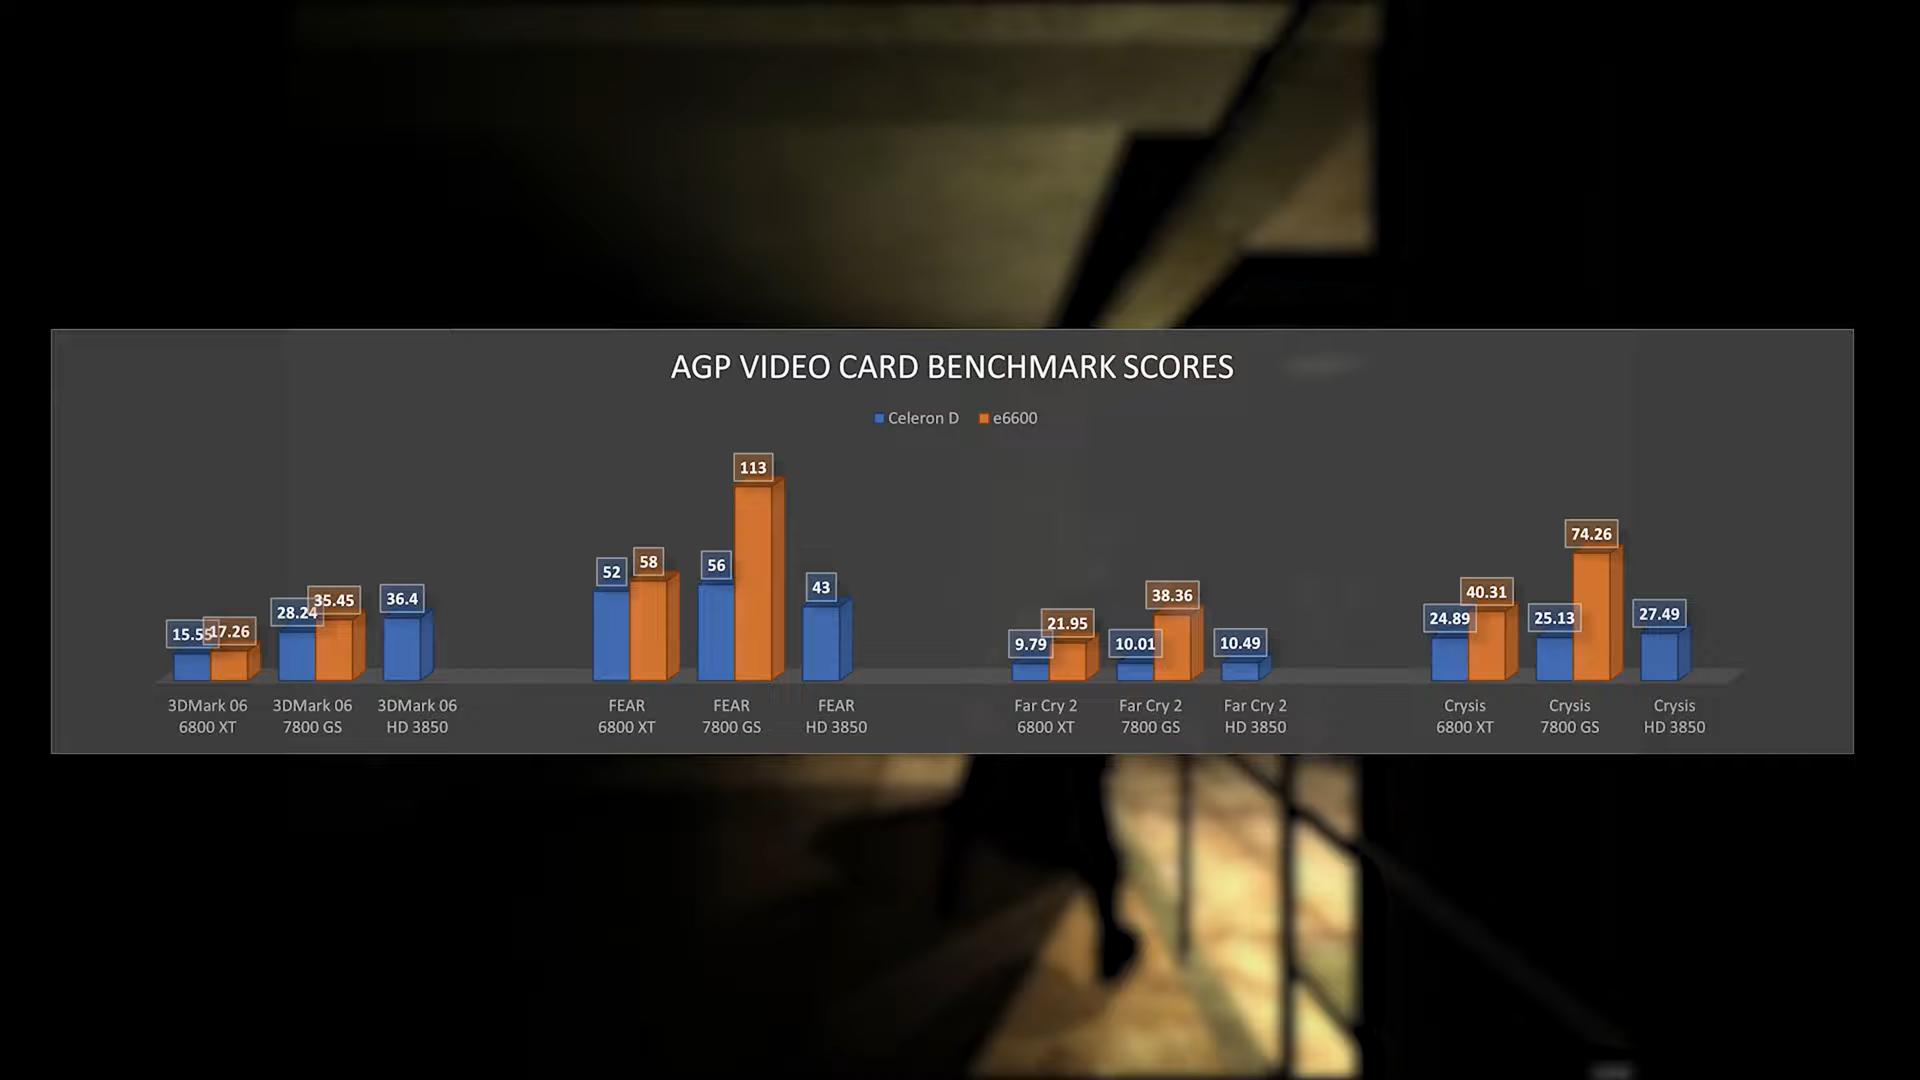 AGP VIDEO CARD BENCHMARK SCORES
Celeron D e6600
113
74.26
52 58 56 43
15.55 17.26 28.24 35.45 36.4
9.79 21.95 10.01 38.36 10.49
24.89 40.31 25.13 27.49
3DMark 06 3DMark 06 3DMark 06 FEAR FEAR FEAR Far Cry 2 Far Cry 2 Far Cry 2 Crysis Crysis Crysis
6800 XT 7800 GS HD 3850 6800 XT 7800 GS HD 3850 6800 XT 7800 GS HD 3850 6800 XT 7800 GS HD 3850